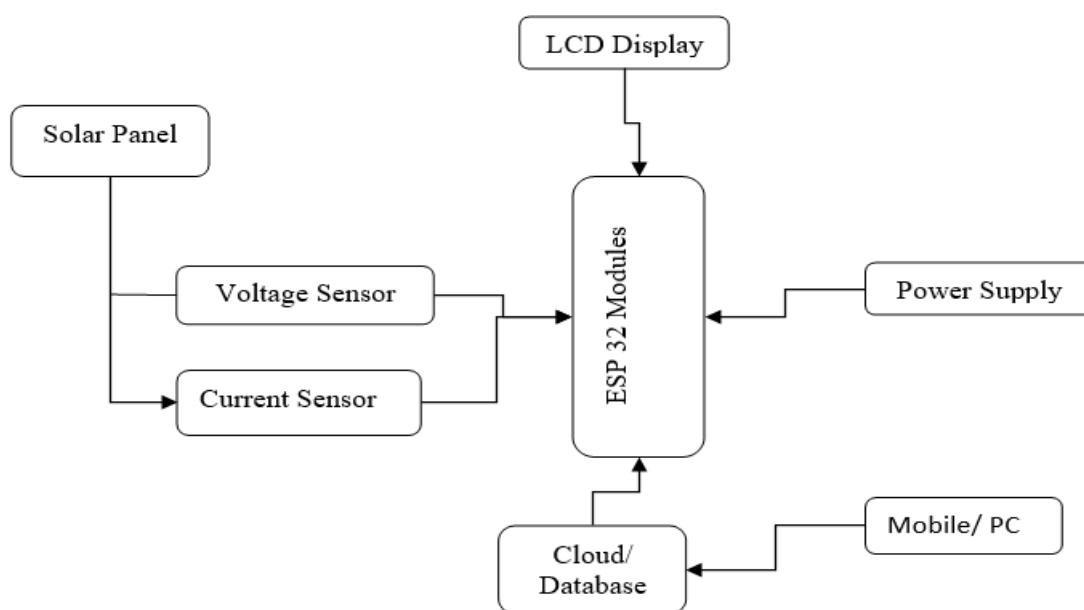 LCD Display
Solar Panel
Voltage Sensor
ESP 32 Modules
Power Supply
Current Sensor
Mobile/ PC
Cloud/
Database